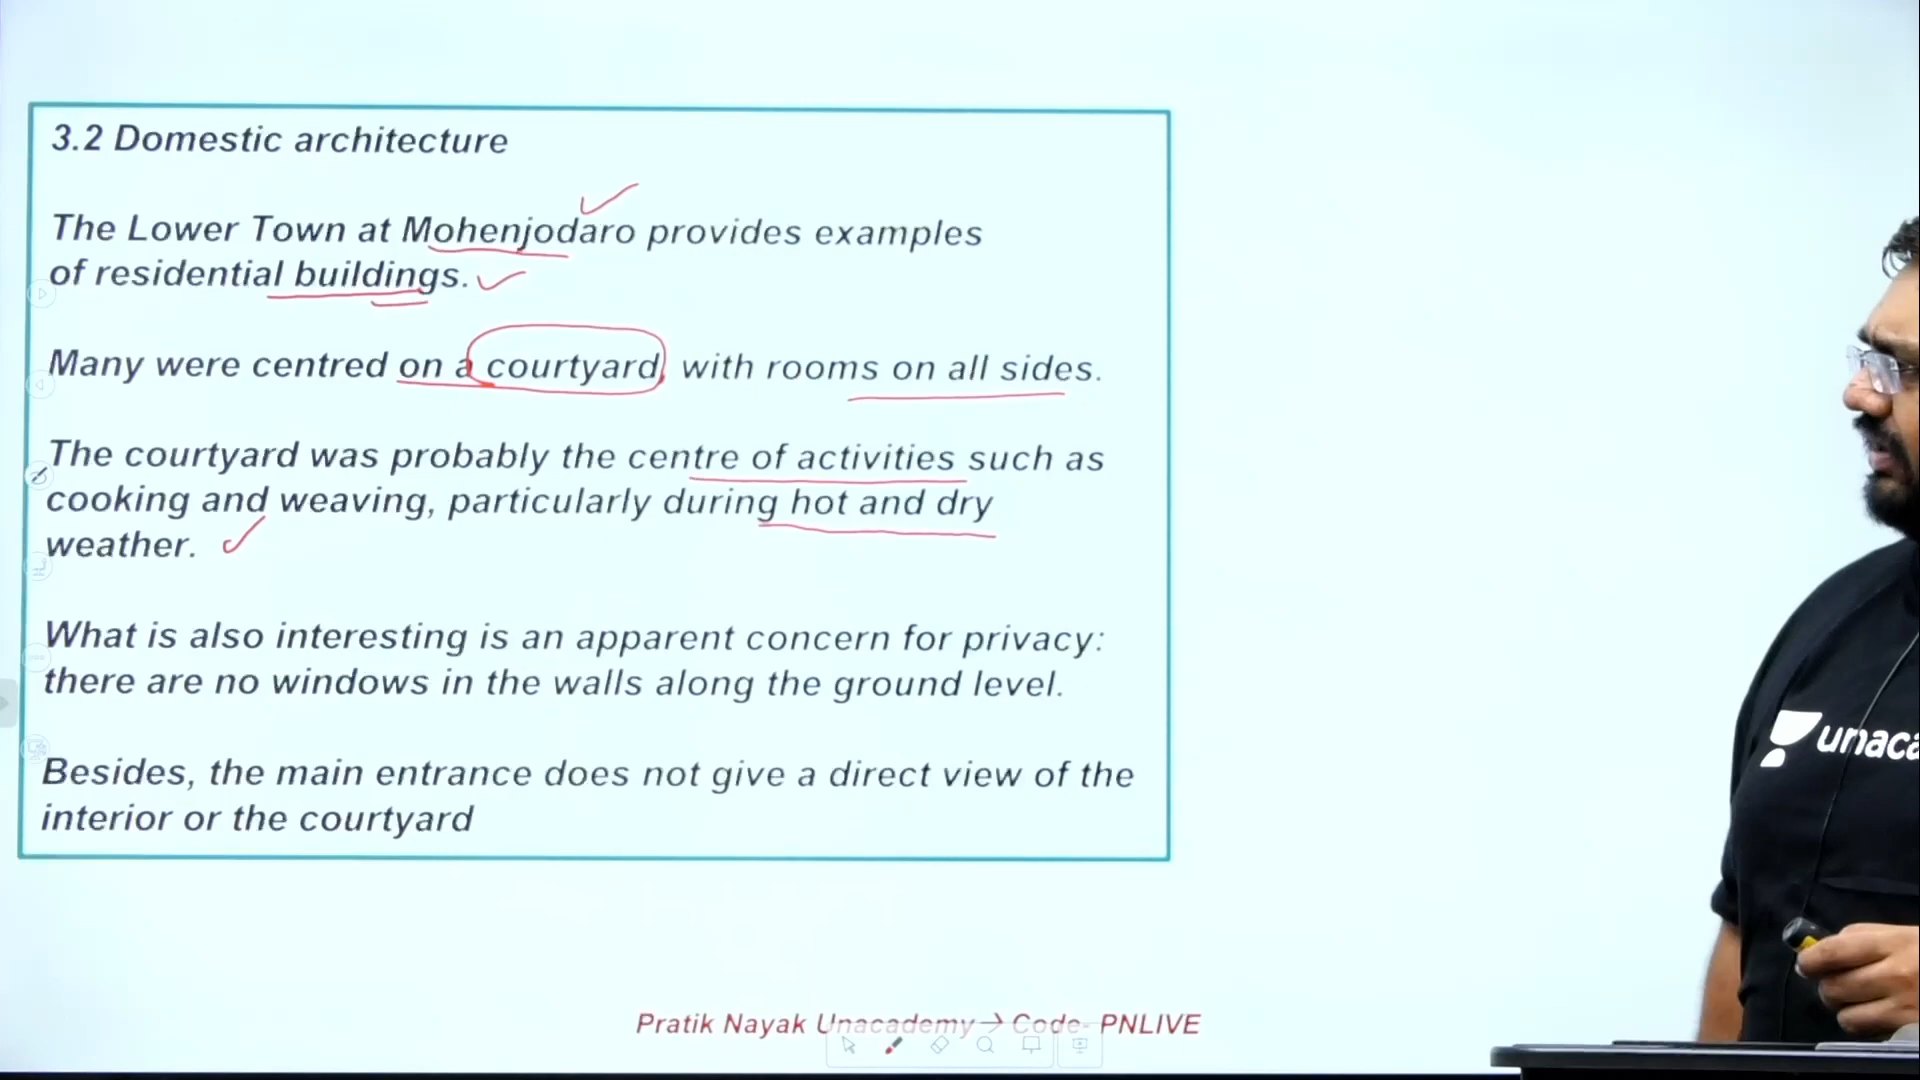 3.2 Domestic architecture
The Lower Town at Mohenjodaro provides examples
of residential buildings.
Many were centred on a courtyard, with rooms on all sides.
The courtyard was probably the centre of activities such as
cooking and weaving, particularly during hot and dry
weather.
What is also interesting is an apparent concern for privacy:
there are no windows in the walls along the ground level.
Besides, the main entrance does not give a direct view of the
interior or the courtyard
unaca
Pratik Nayak Unacademy→ Code- PNLIVE